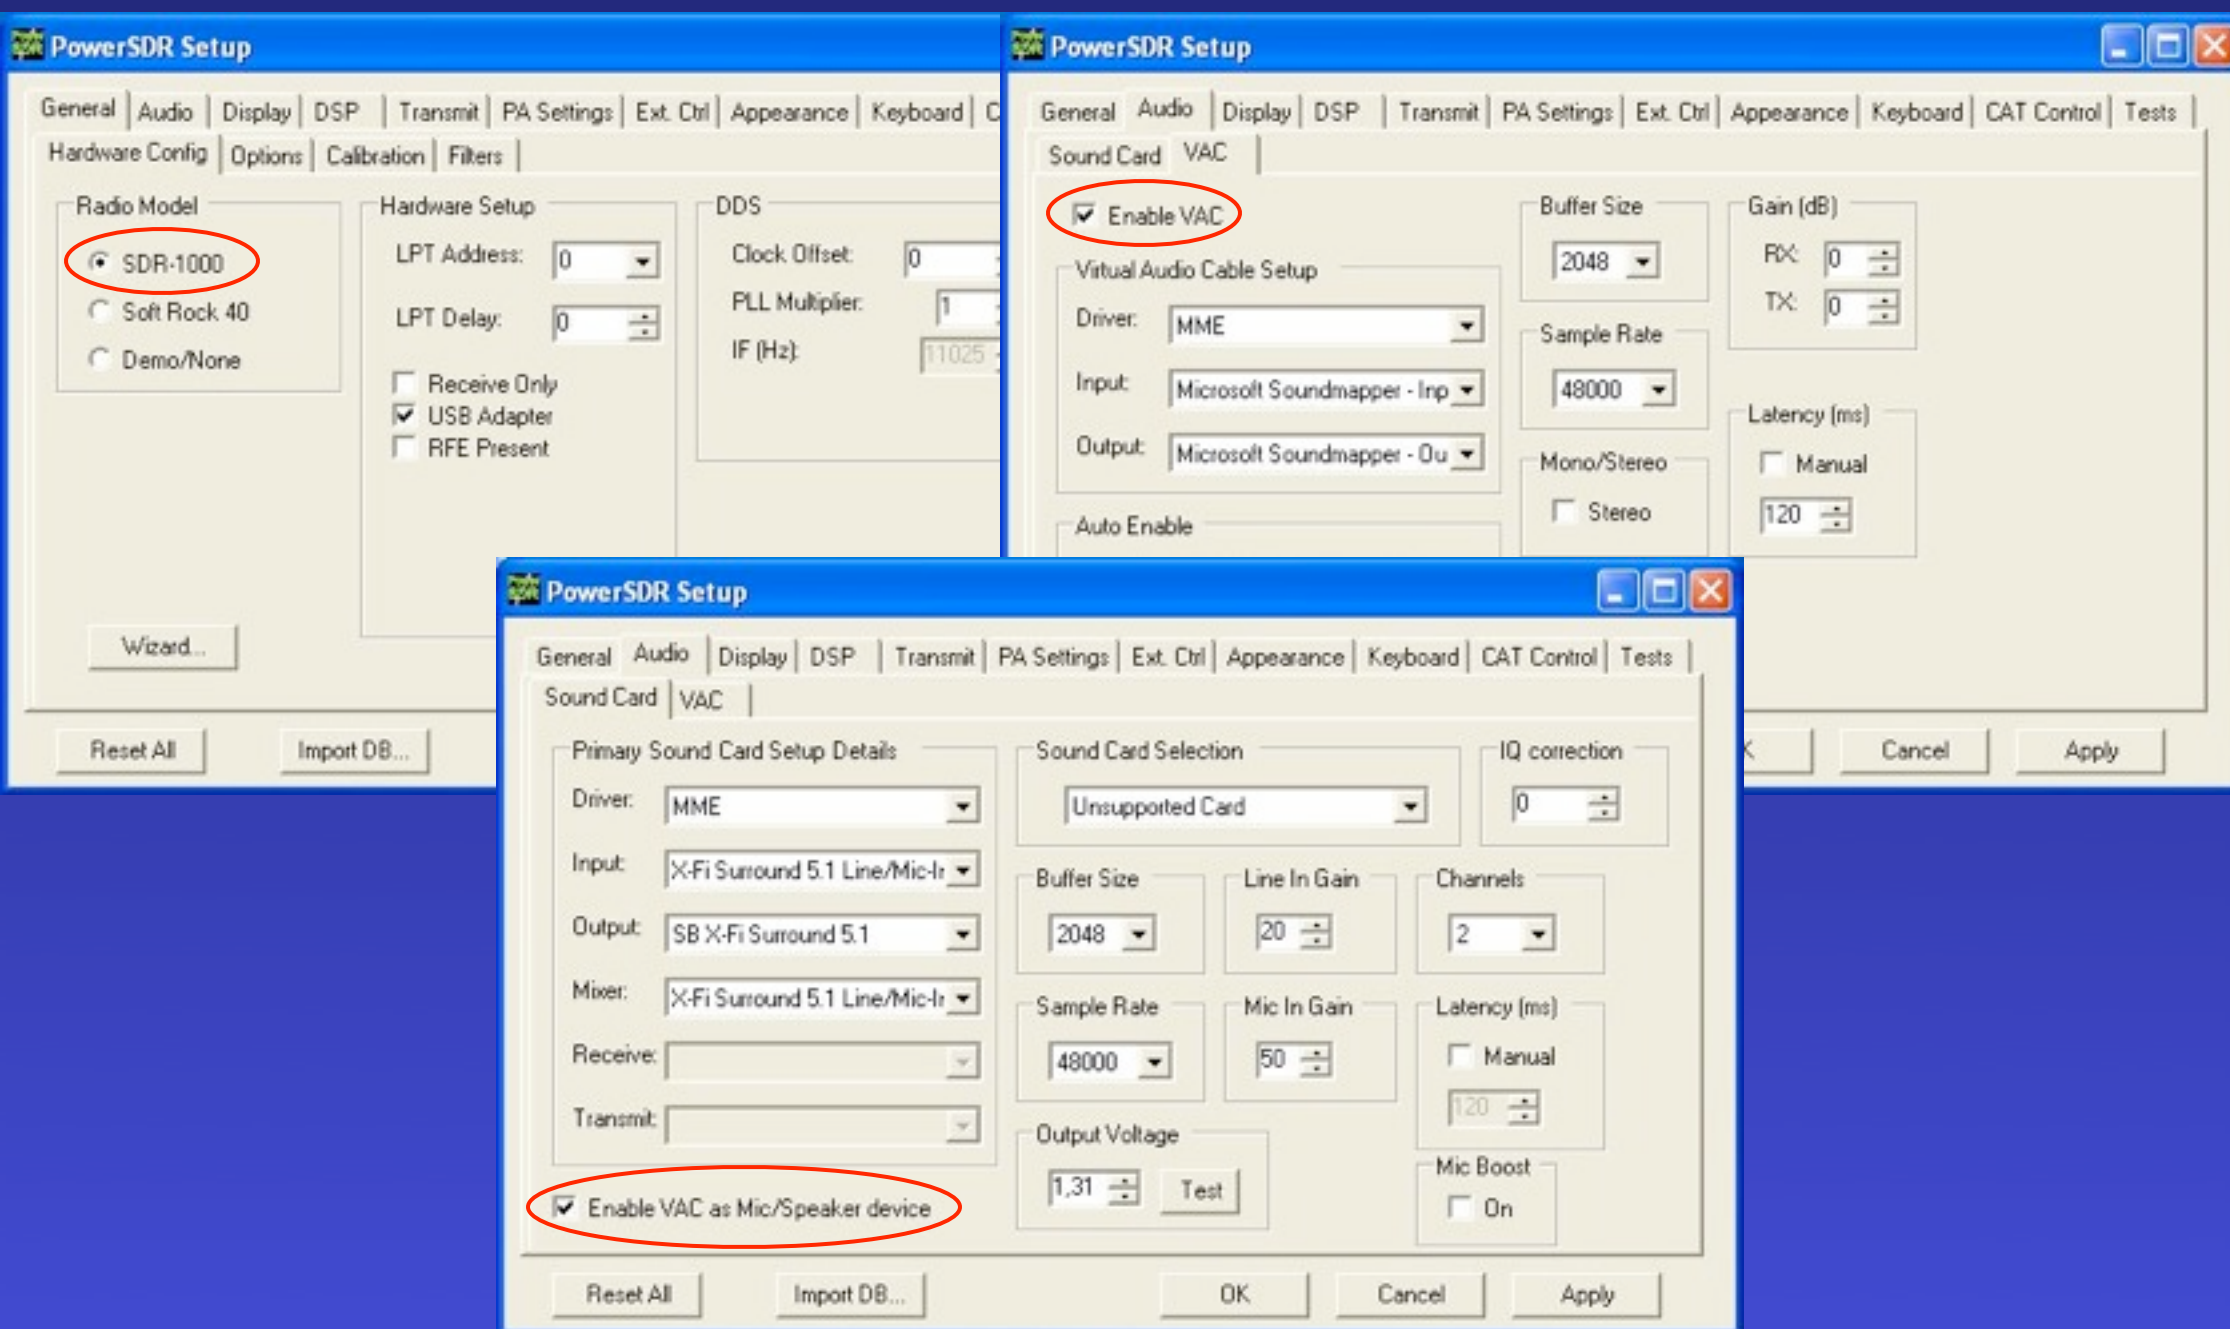 PowerSDR Setup
General Audio Display DSP Transmit PA Settings Ext. Ctrl Appearance Keyboard C
Hardware Config Options Calibration Filters
Radio Model
SDR-1000
Soft Rock 40
Demo/None
Hardware Setup
LPT Address: 0
LPT Delay: 0
Receive Only
USB Adapter
RFE Present
DDS
Clock Offset: 0
PLL Multiplier: 1
IF (Hz): 11025
Wizard...
Reset All Import DB...
PowerSDR Setup
General Audio Display DSP Transmit PA Settings Ext. Ctrl Appearance Keyboard CAT Control Tests
Sound Card VAC
Enable VAC
Virtual Audio Cable Setup
Driver: MME
Input: Microsoft Soundmapper - Inp
Output: Microsoft Soundmapper - Ou
Auto Enable
Buffer Size
2048
Sample Rate
48000
Mono/Stereo
Stereo
Gain (dB)
RX: 0
TX: 0
Latency (ms)
Manual
120
K Cancel Apply
PowerSDR Setup
General Audio Display DSP Transmit PA Settings Ext. Ctrl Appearance Keyboard CAT Control Tests
Sound Card VAC
Primary Sound Card Setup Details
Driver: MME
Input: X-Fi Surround 5.1 Line/Mic-Ir
Output: SB X-Fi Surround 5.1
Mixer: X-Fi Surround 5.1 Line/Mic-Ir
Receive:
Transmit:
Enable VAC as Mic/Speaker device
Sound Card Selection
Unsupported Card
IQ correction
0
Buffer Size
2048
Line In Gain
20
Channels
2
Sample Rate
48000
Mic In Gain
50
Latency (ms)
Manual
120
Output Voltage
1,31 Test
Mic Boost
On
Reset All Import DB... OK Cancel Apply